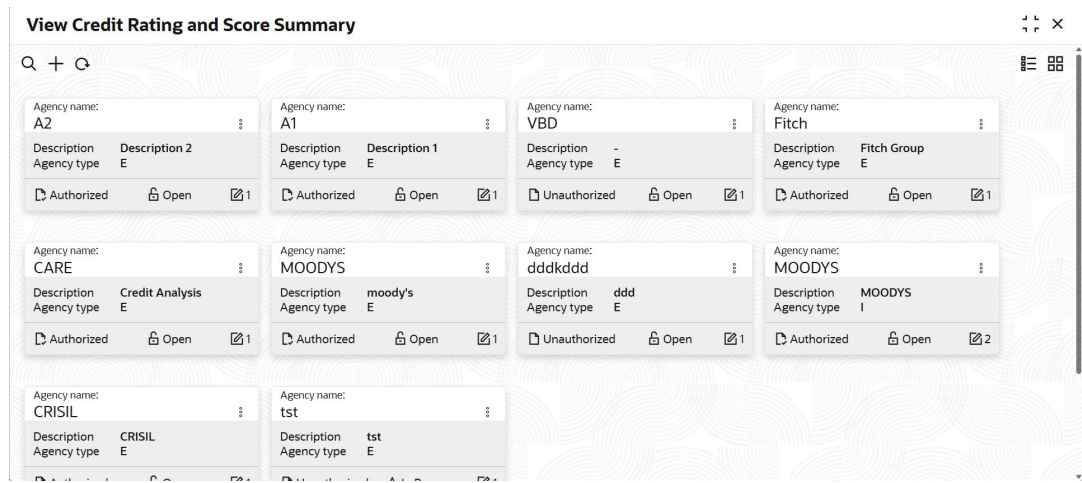 View Credit Rating and Score Summary
Agency name:
A2
Description Description 2
Agency type E
Authorized Open 1
Agency name:
A1
Description Description 1
Agency type E
Authorized Open 1
Agency name:
VBD
Description -
Agency type E
Unauthorized Open 1
Agency name:
Fitch
Description Fitch Group
Agency type E
Authorized Open 1
Agency name:
CARE
Description Credit Analysis
Agency type E
Authorized Open 1
Agency name:
MOODYS
Description moody's
Agency type E
Authorized Open 1
Agency name:
dddkddd
Description ddd
Agency type E
Unauthorized Open 1
Agency name:
MOODYS
Description MOODYS
Agency type I
Authorized Open 2
Agency name:
CRISIL
Description CRISIL
Agency type E
Agency name:
tst
Description tst
Agency type E